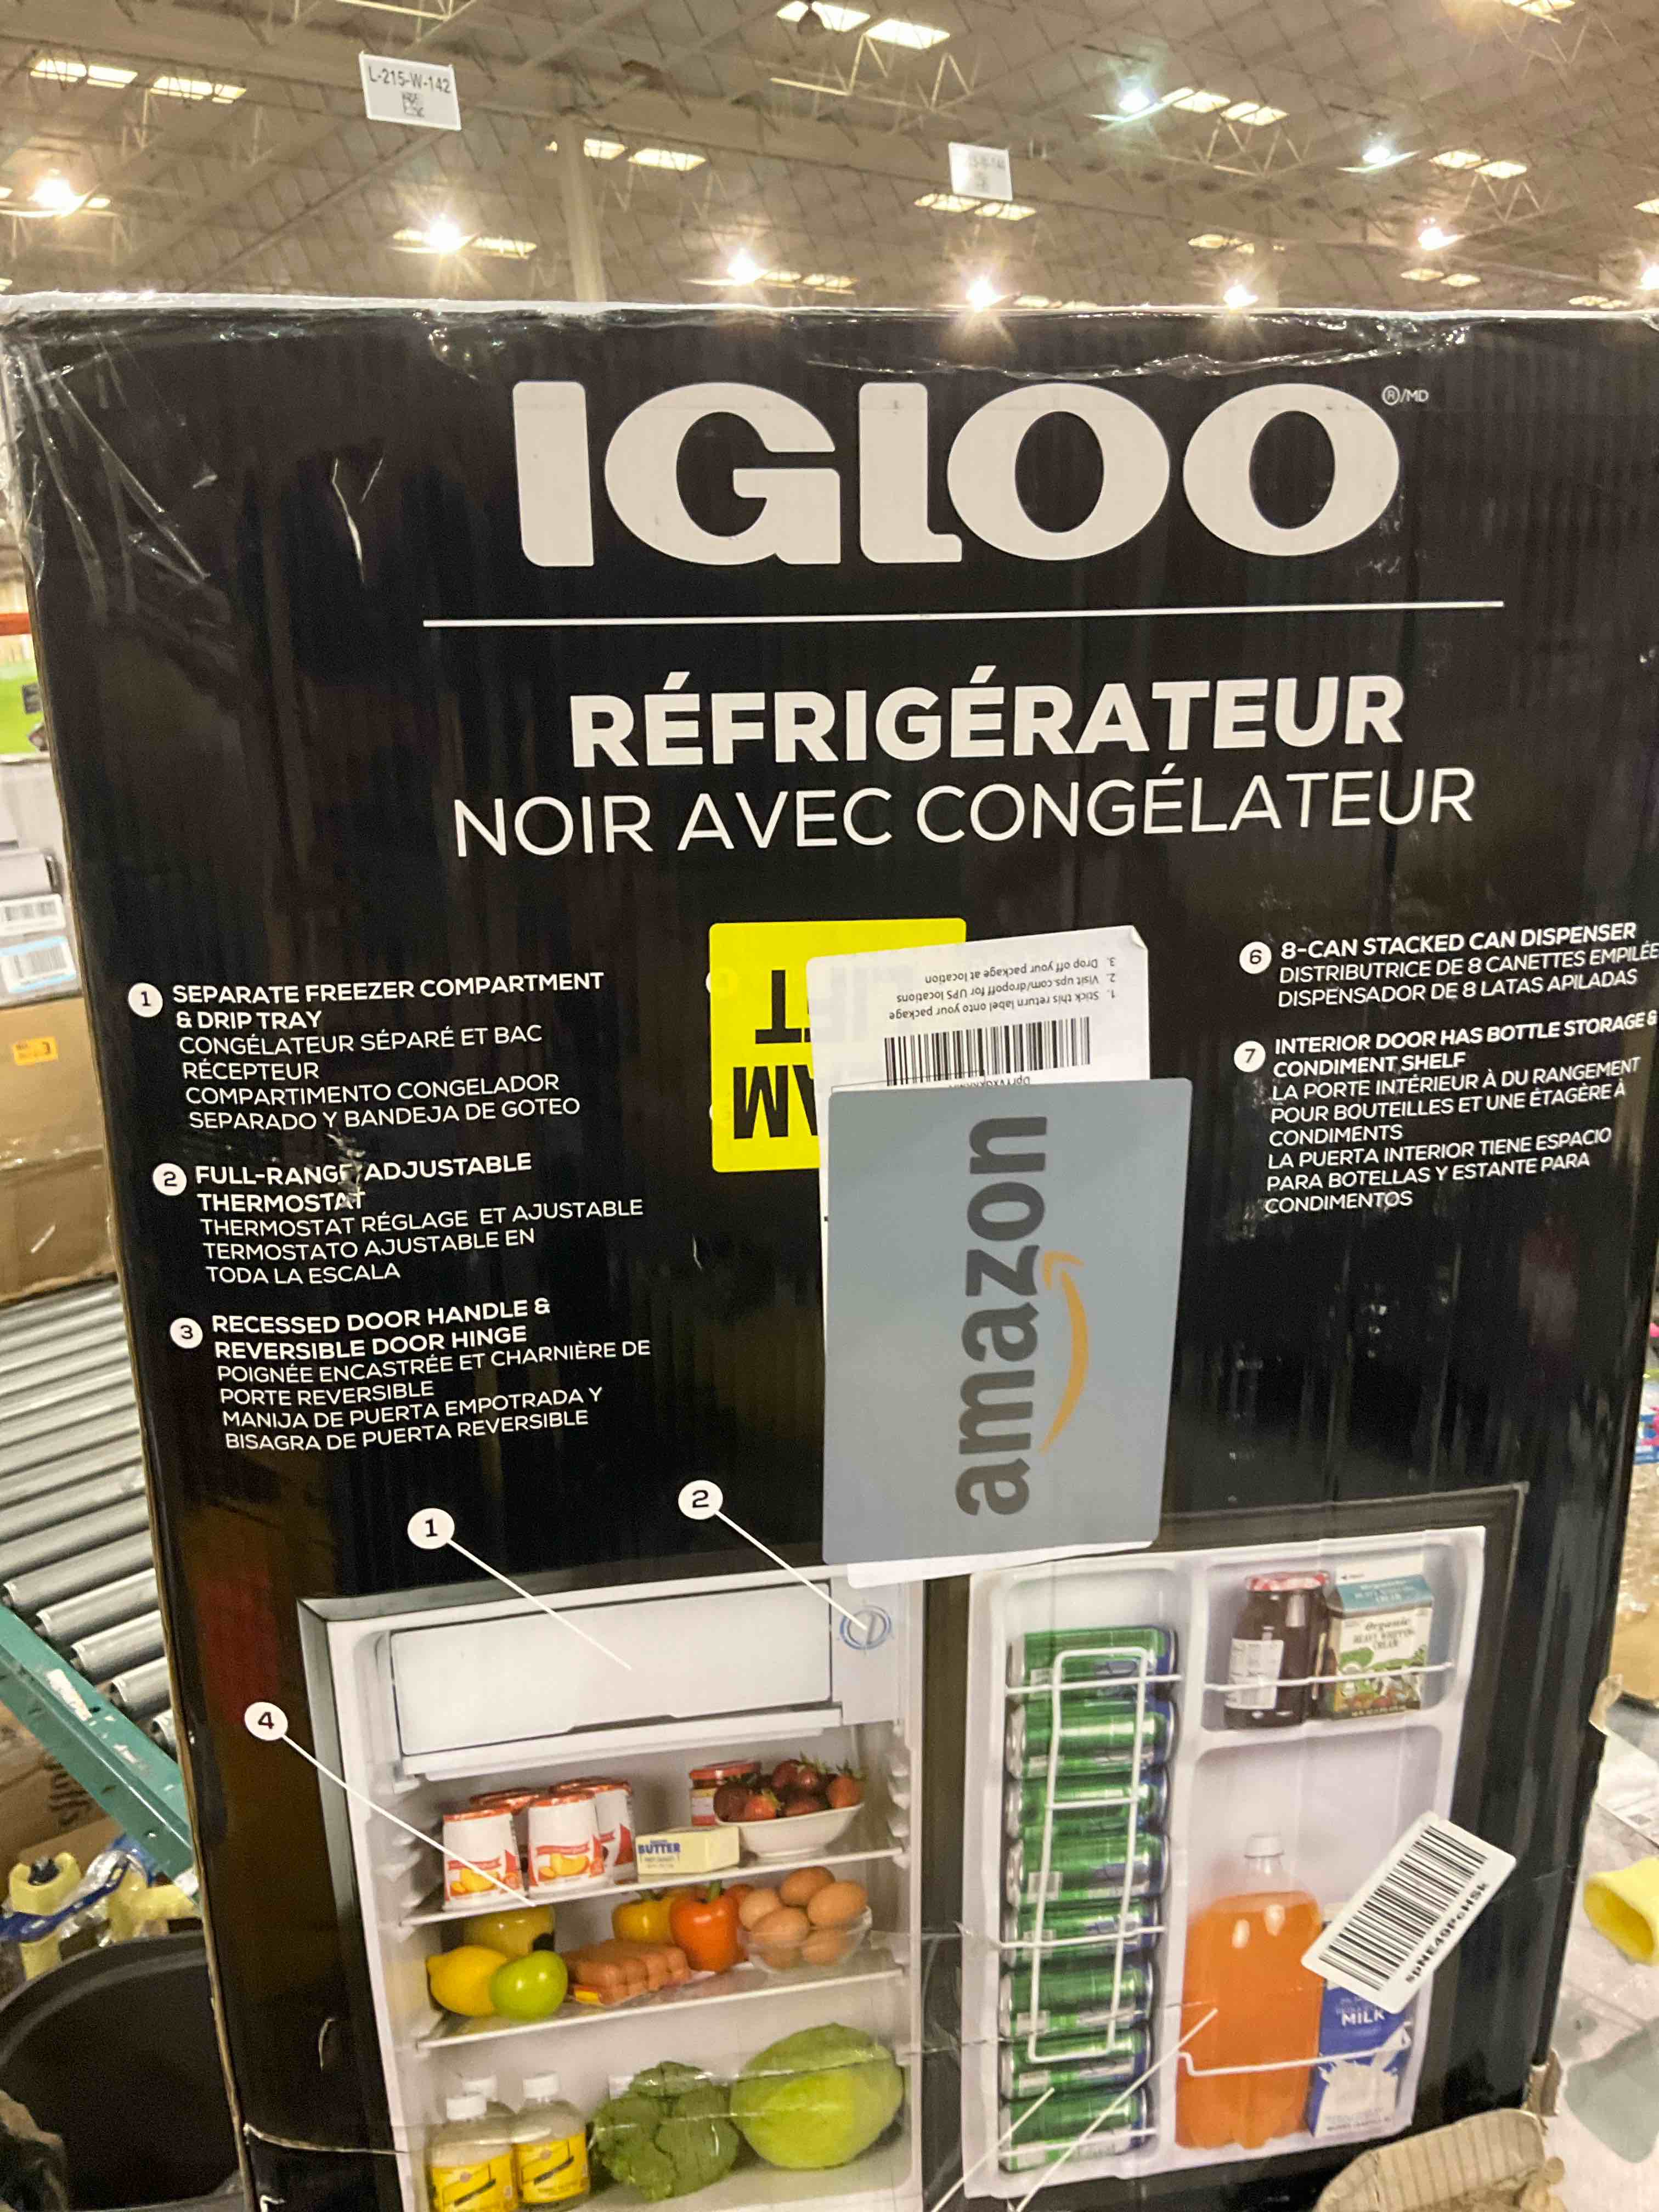 L-215-W-142
IGLOO
®/MD
RÉFRIGÉRATEUR
NOIR AVEC CONGÉLATEUR
1
SEPARATE FREEZER COMPARTMENT
& DRIP TRAY
CONGÉLATEUR SÉPARÉ ET BAC
RÉCEPTEUR
COMPARTIMENTO CONGELADOR
SEPARADO Y BANDEJA DE GOTEO
2
FULL-RANGE ADJUSTABLE
THERMOSTAT
THERMOSTAT RÉGLAGE ET AJUSTABLE
TERMOSTATO AJUSTABLE EN
TODA LA ESCALA
3
RECESSED DOOR HANDLE &
REVERSIBLE DOOR HINGE
POIGNÉE ENCASTRÉE ET CHARNIÈRE DE
PORTE REVERSIBLE
MANIJA DE PUERTA EMPOTRADA Y
BISAGRA DE PUERTA REVERSIBLE
1. Stick this return label onto your package
2. Visit ups.com/dropoff for UPS locations
3. Drop off your package at location
amazon
6
8-CAN STACKED CAN DISPENSER
DISTRIBUTRICE DE 8 CANETTES EMPILÉE
DISPENSADOR DE 8 LATAS APILADAS
7
INTERIOR DOOR HAS BOTTLE STORAGE &
CONDIMENT SHELF
LA PORTE INTÉRIEUR À DU RANGEMENT
POUR BOUTEILLES ET UNE ÉTAGÈRE À
CONDIMENTS
LA PUERTA INTERIOR TIENE ESPACIO
PARA BOTELLAS Y ESTANTE PARA
CONDIMENTOS
1
2
4
Organic
HEAVY WHIPPING
CREAM
BUTTER
spNE49PcHSk
MILK